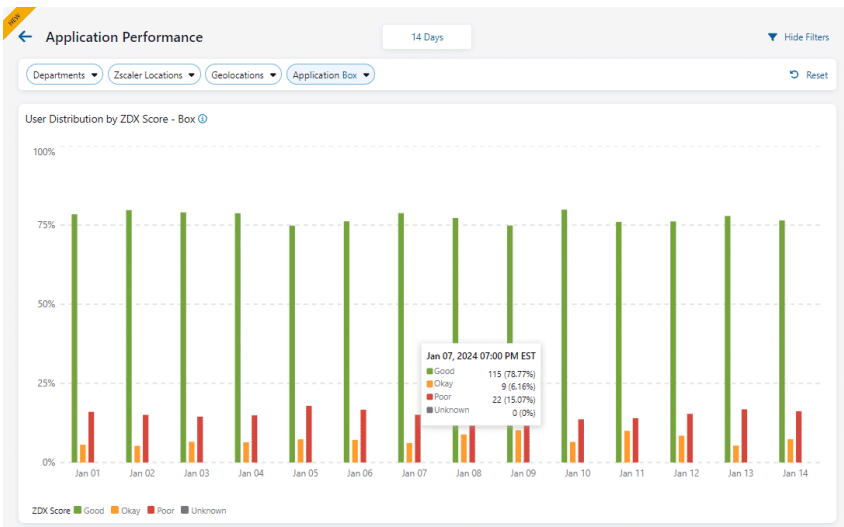 NEW
Application Performance
14 Days
Hide Filters
Departments
Zscaler Locations
Geolocations
Application Box
Reset
User Distribution by ZDX Score - Box
100%
75%
50%
25%
0%
Jan 07, 2024 07:00 PM EST
Good 115 (78.77%)
Okay 9 (6.16%)
Poor 22 (15.07%)
Unknown 0 (0%)
Jan 01 Jan 02 Jan 03 Jan 04 Jan 05 Jan 06 Jan 07 Jan 08 Jan 09 Jan 10 Jan 11 Jan 12 Jan 13 Jan 14
ZDX Score Good Okay Poor Unknown